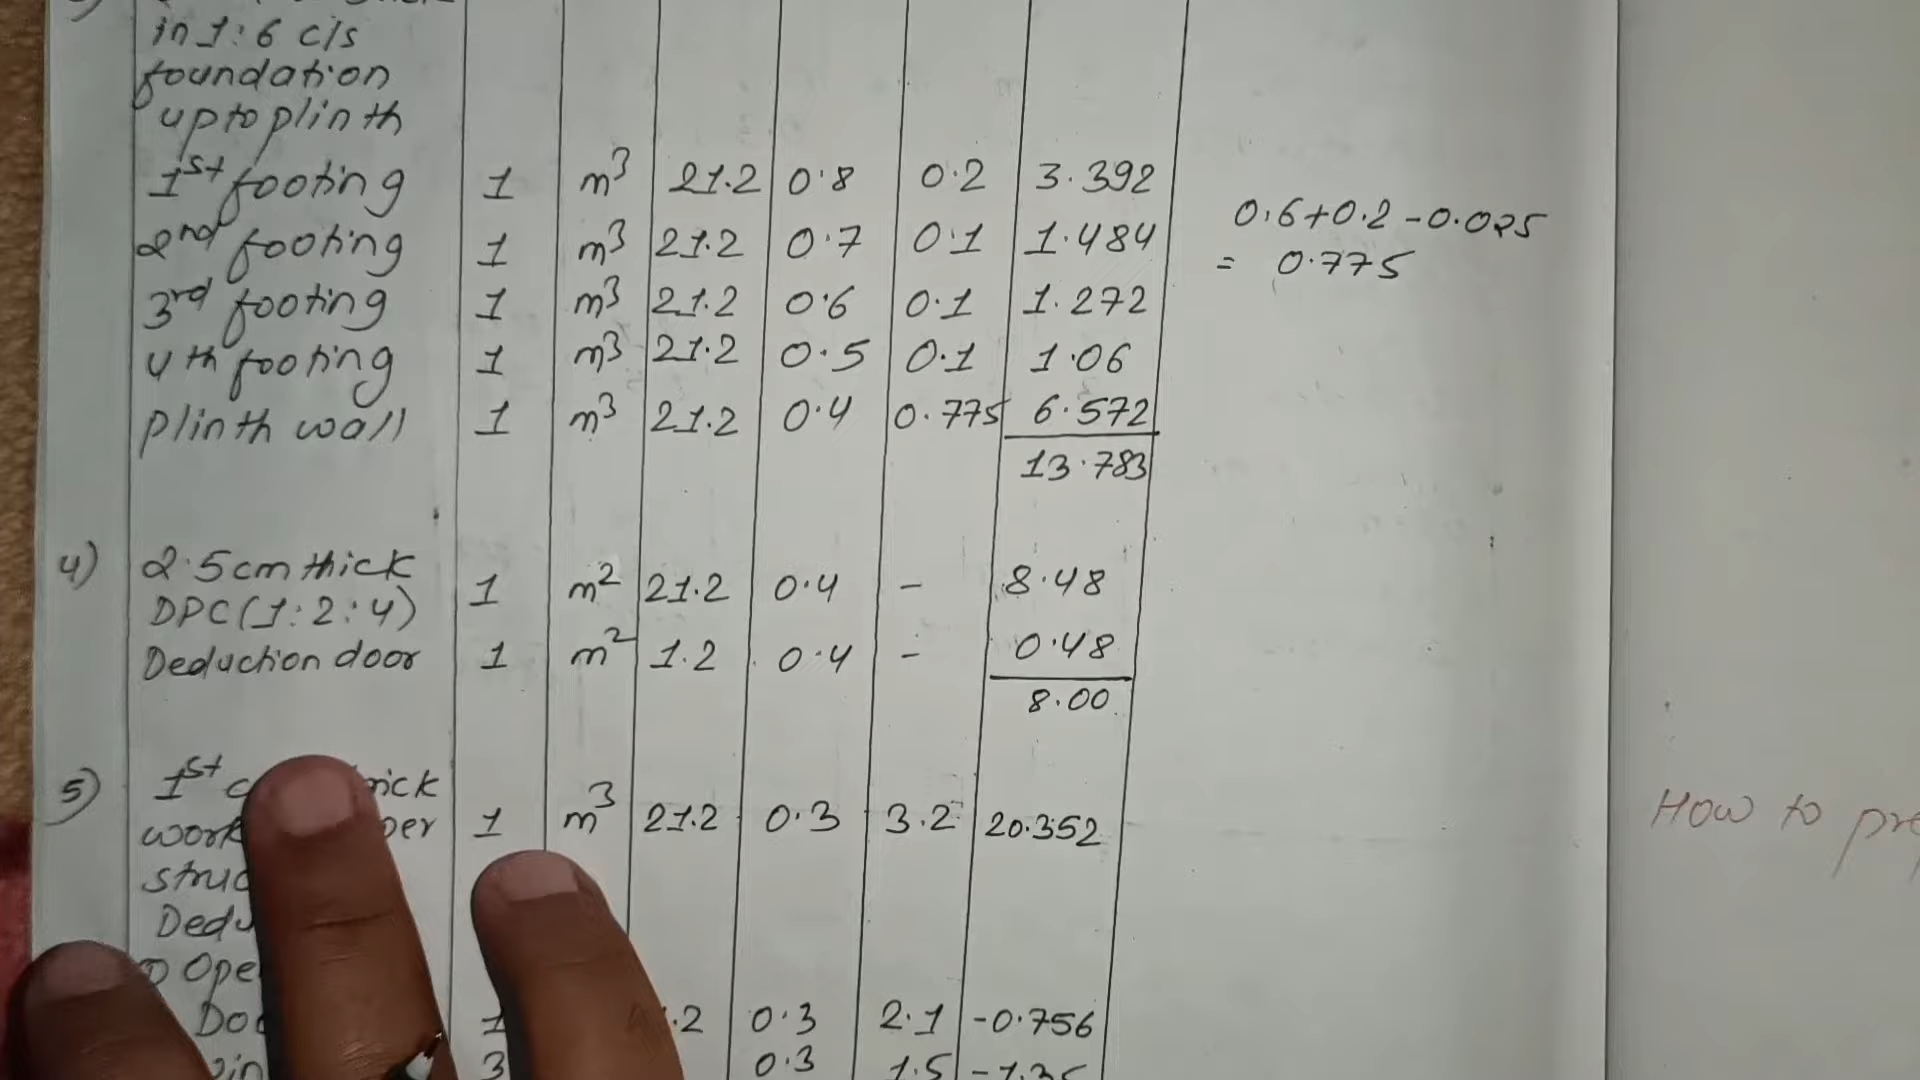 in 1:6 c/s
foundation
upto plinth
1st footing 1 m3 21.2 0.8 0.2 3.392
2nd footing 1 m3 21.2 0.7 0.1 1.484
3rd footing 1 m3 21.2 0.6 0.1 1.272
4th footing 1 m3 21.2 0.5 0.1 1.06
plinth wall 1 m3 21.2 0.4 0.775 6.572
13.783
0.6+0.2-0.025
= 0.775
4) 2.5cm thick
DPC (1:2:4) 1 m2 21.2 0.4 - 8.48
Deduction door 1 m2 1.2 0.4 - 0.48
8.00
5) 1st
work 1 m3 21.2 0.3 3.2 20.352
How to
1 .2 0.3 2.1 -0.756
3 0.3 1.5